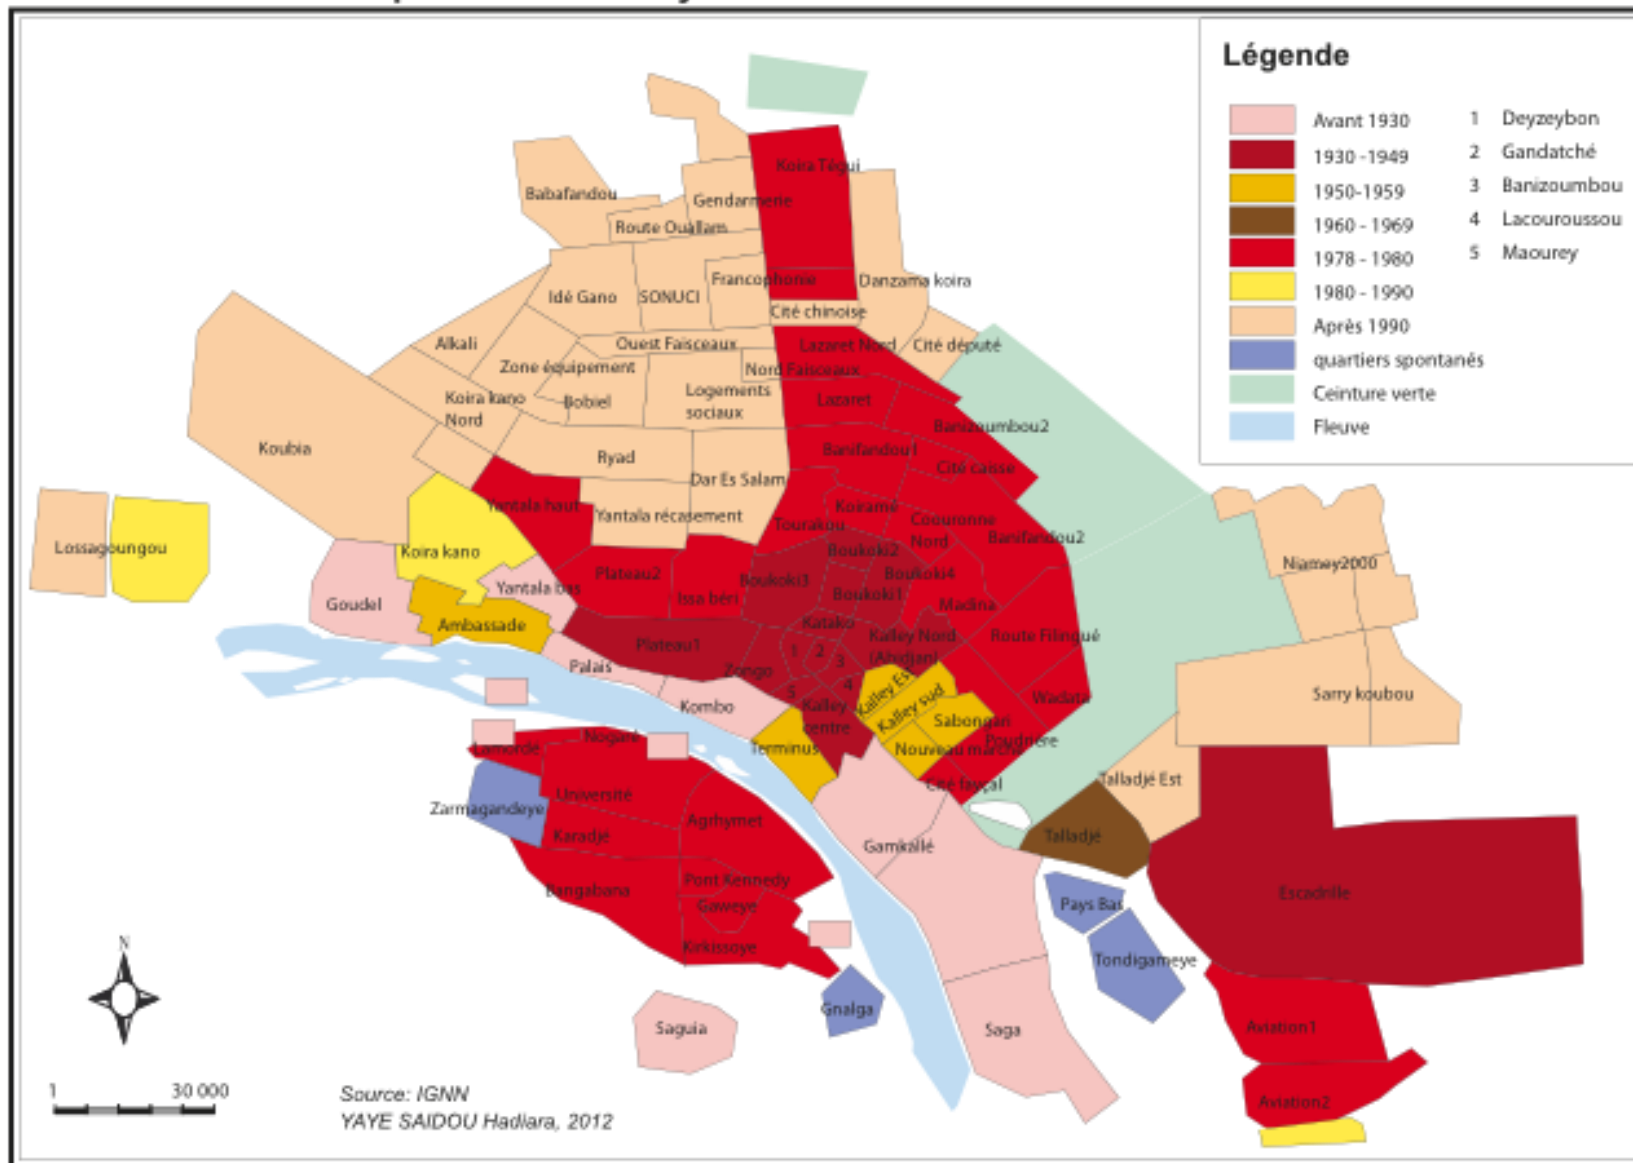 Légende
Avant 1930
1930 -1949
1950-1959
1960 - 1969
1978 - 1980
1980 - 1990
Après 1990
quartiers spontanés
Ceinture verte
Fleuve
1 Deyzeybon
2 Gandatché
3 Banizoumbou
4 Lacouroussou
5 Maourey
Koira Tégui
Babafandou
Gendarmerie
Route Ouallam
Francophonie
Danzama koira
Idé Gano
SONUCI
Cité chinoise
Alkali
Ouest Faisceaux
Lazaret Nord
Cité député
Zone équipement
Nord Faisceaux
Koira kano
Nord
Bobiel
Logements
sociaux
Lazaret
Banizoumbou2
Koubia
Ryad
Banifandou1
Cité caisse
Dar Es Salam
Yantala haut
Yantala récasement
Koiramé
Tourakou
Couronne
Nord
Banifandou2
Lossagoungou
Koira kano
Boukoki2
Niamey2000
Plateau2
Boukoki3
Boukoki4
Yantala bas
Issa béri
Boukoki1
Goudel
Madina
Ambassade
Katako
Kalley Nord
(Abidjan)
Route Filingué
Plateau1
1
2
3
Palais
Zongo
4
5
Kalley Est
Kalley sud
Sarry koubou
Wadata
Kombo
Kalley
centre
Sabongari
Poudrière
Nogaré
Lamordé
Terminus
Nouveau marché
Cité fayçal
Talladjé Est
Université
Zarmagandeye
Agrhymet
Karadjé
Talladjé
Gamkallé
Pont Kennedy
Bangabana
Gaweye
Escadrille
Pays Bas
Kirkissoye
Tondigameye
Gnalga
Saguia
Saga
Aviation1
Aviation2
N
1 30 000
Source: IGNN
YAYE SAIDOU Hadiara, 2012